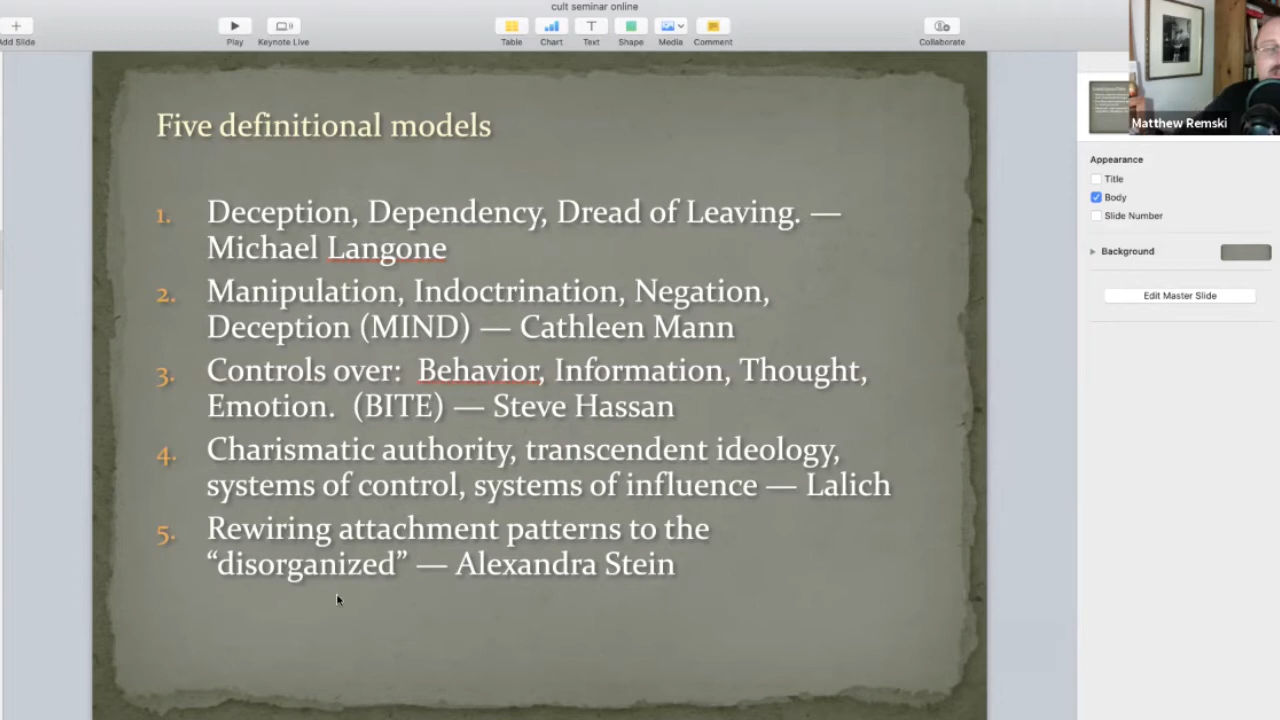 cult seminar online
Add Slide
Play
Keynote Live
Table
Chart
Text
Shape
Media
Comment
Collaborate
Matthew Remski
Five definitional models
1. Deception, Dependency, Dread of Leaving. —
Michael Langone
2. Manipulation, Indoctrination, Negation,
Deception (MIND) — Cathleen Mann
3. Controls over:  Behavior, Information, Thought,
Emotion.  (BITE) — Steve Hassan
4. Charismatic authority, transcendent ideology,
systems of control, systems of influence — Lalich
5. Rewiring attachment patterns to the
“disorganized” — Alexandra Stein
Appearance
Title
Body
Slide Number
Background
Edit Master Slide